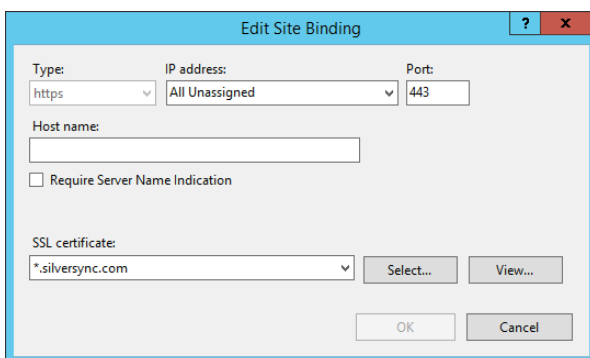 Edit Site Binding
? x
Type: IP address: Port:
https All Unassigned 443
Host name:
Require Server Name Indication
SSL certificate:
*.silversync.com Select... View...
OK Cancel